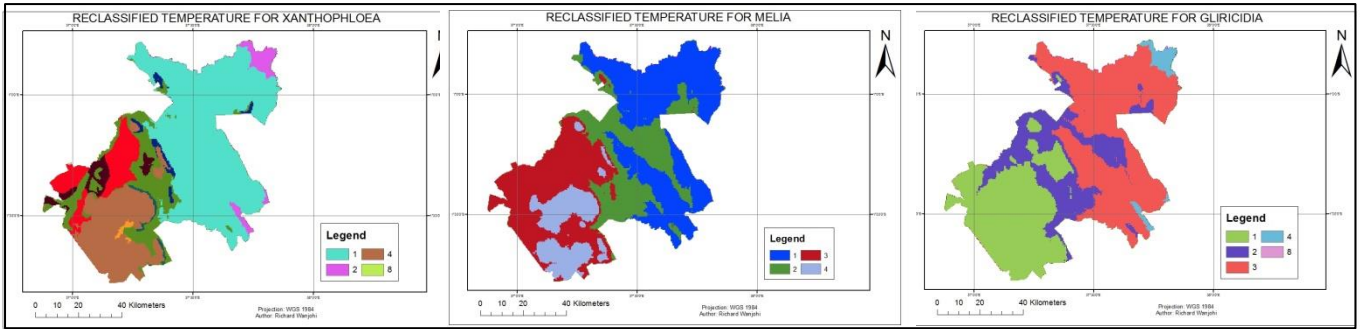 RECLASSIFIED TEMPERATURE FOR XANTHOPHLOEA
N
Legend
1 4
2 8
0 10 20 40 Kilometers
Projection: WGS 1984
Author: Richard Wanjohi
RECLASSIFIED TEMPERATURE FOR MELIA
N
Legend
1 3
2 4
0 10 20 40 Kilometers
Projection: WGS 1984
Author: Richard Wanjohi
RECLASSIFIED TEMPERATURE FOR GLIRICIDIA
N
Legend
1 4
2 8
3
0 10 20 40 Kilometers
Projection: WGS 1984
Author: Richard Wanjohi